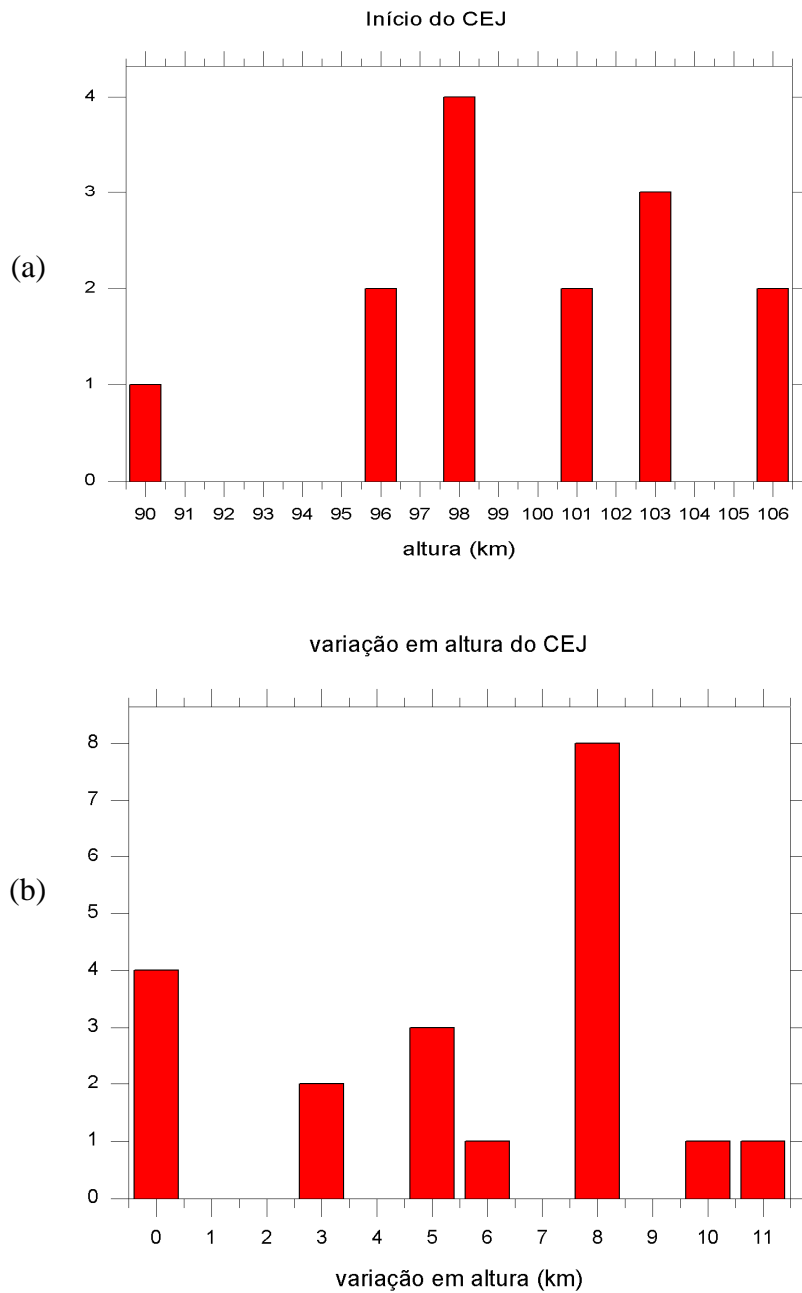 Início do CEJ
4
3
(a)
2
1
0
90 91 92 93 94 95 96 97 98 99 100 101 102 103 104 105 106
altura (km)
variação em altura do CEJ
8
7
6
5
(b)
4
3
2
1
0
0 1 2 3 4 5 6 7 8 9 10 11
variação em altura (km)